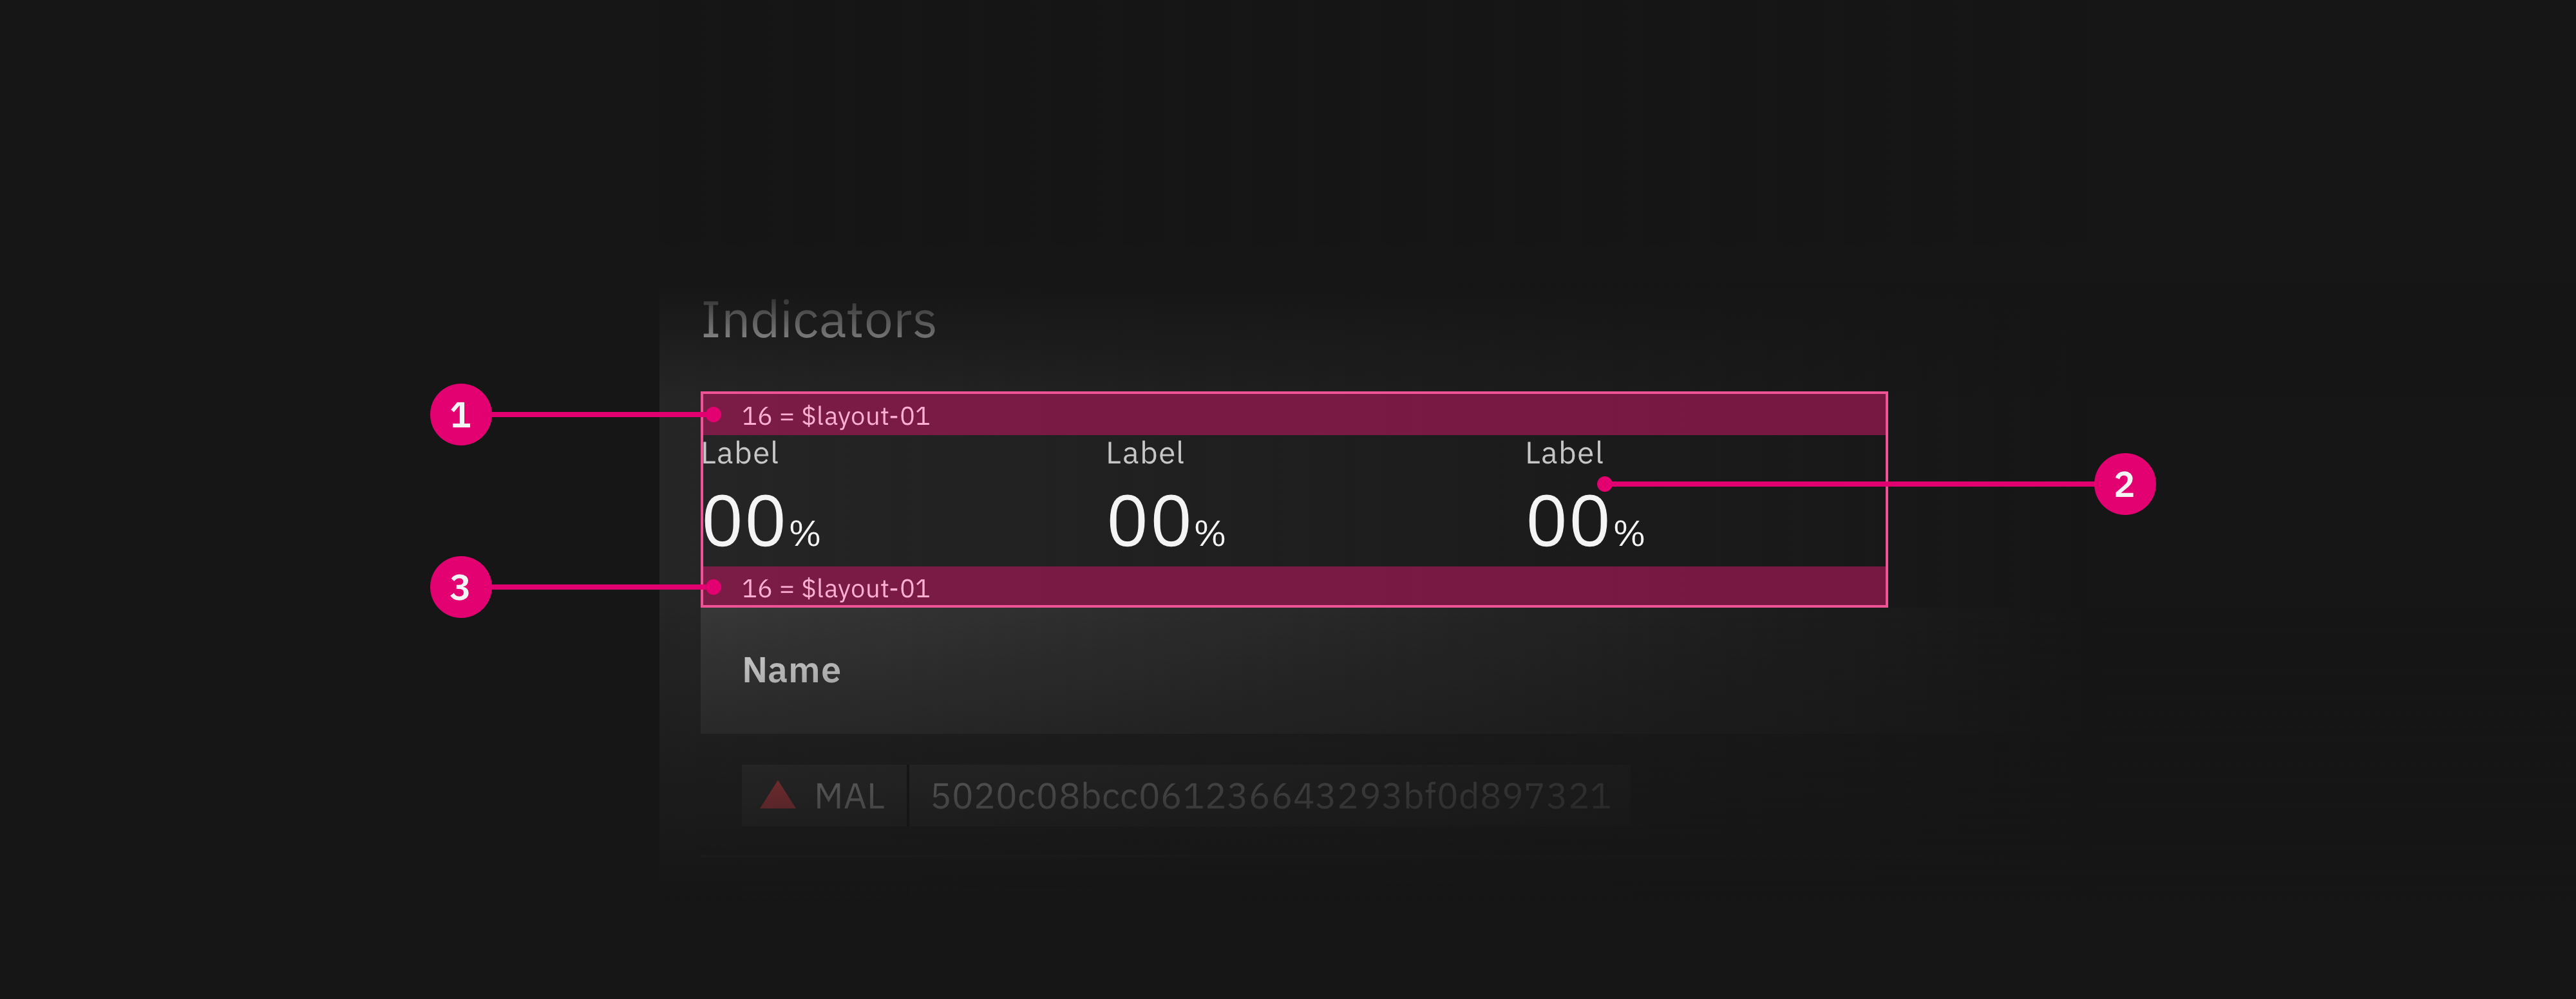 Indicators
1
16 = $layout-01
Label Label Label
2
00% 00% 00%
3
16 = $layout-01
Name
MAL 5020c08bcc061236643293bf0d897321